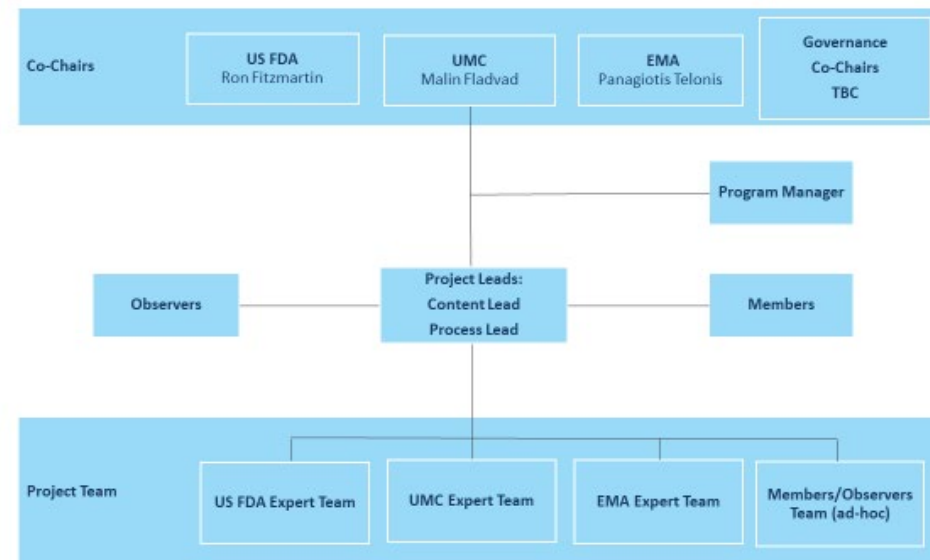 Co-Chairs
US FDA
Ron Fitzmartin
UMC
Malin Fladvad
EMA
Panagiotis Telonis
Governance
Co-Chairs
TBC
Program Manager
Observers
Project Leads:
Content Lead
Process Lead
Members
Project Team
US FDA Expert Team
UMC Expert Team
EMA Expert Team
Members/Observers
Team (ad-hoc)